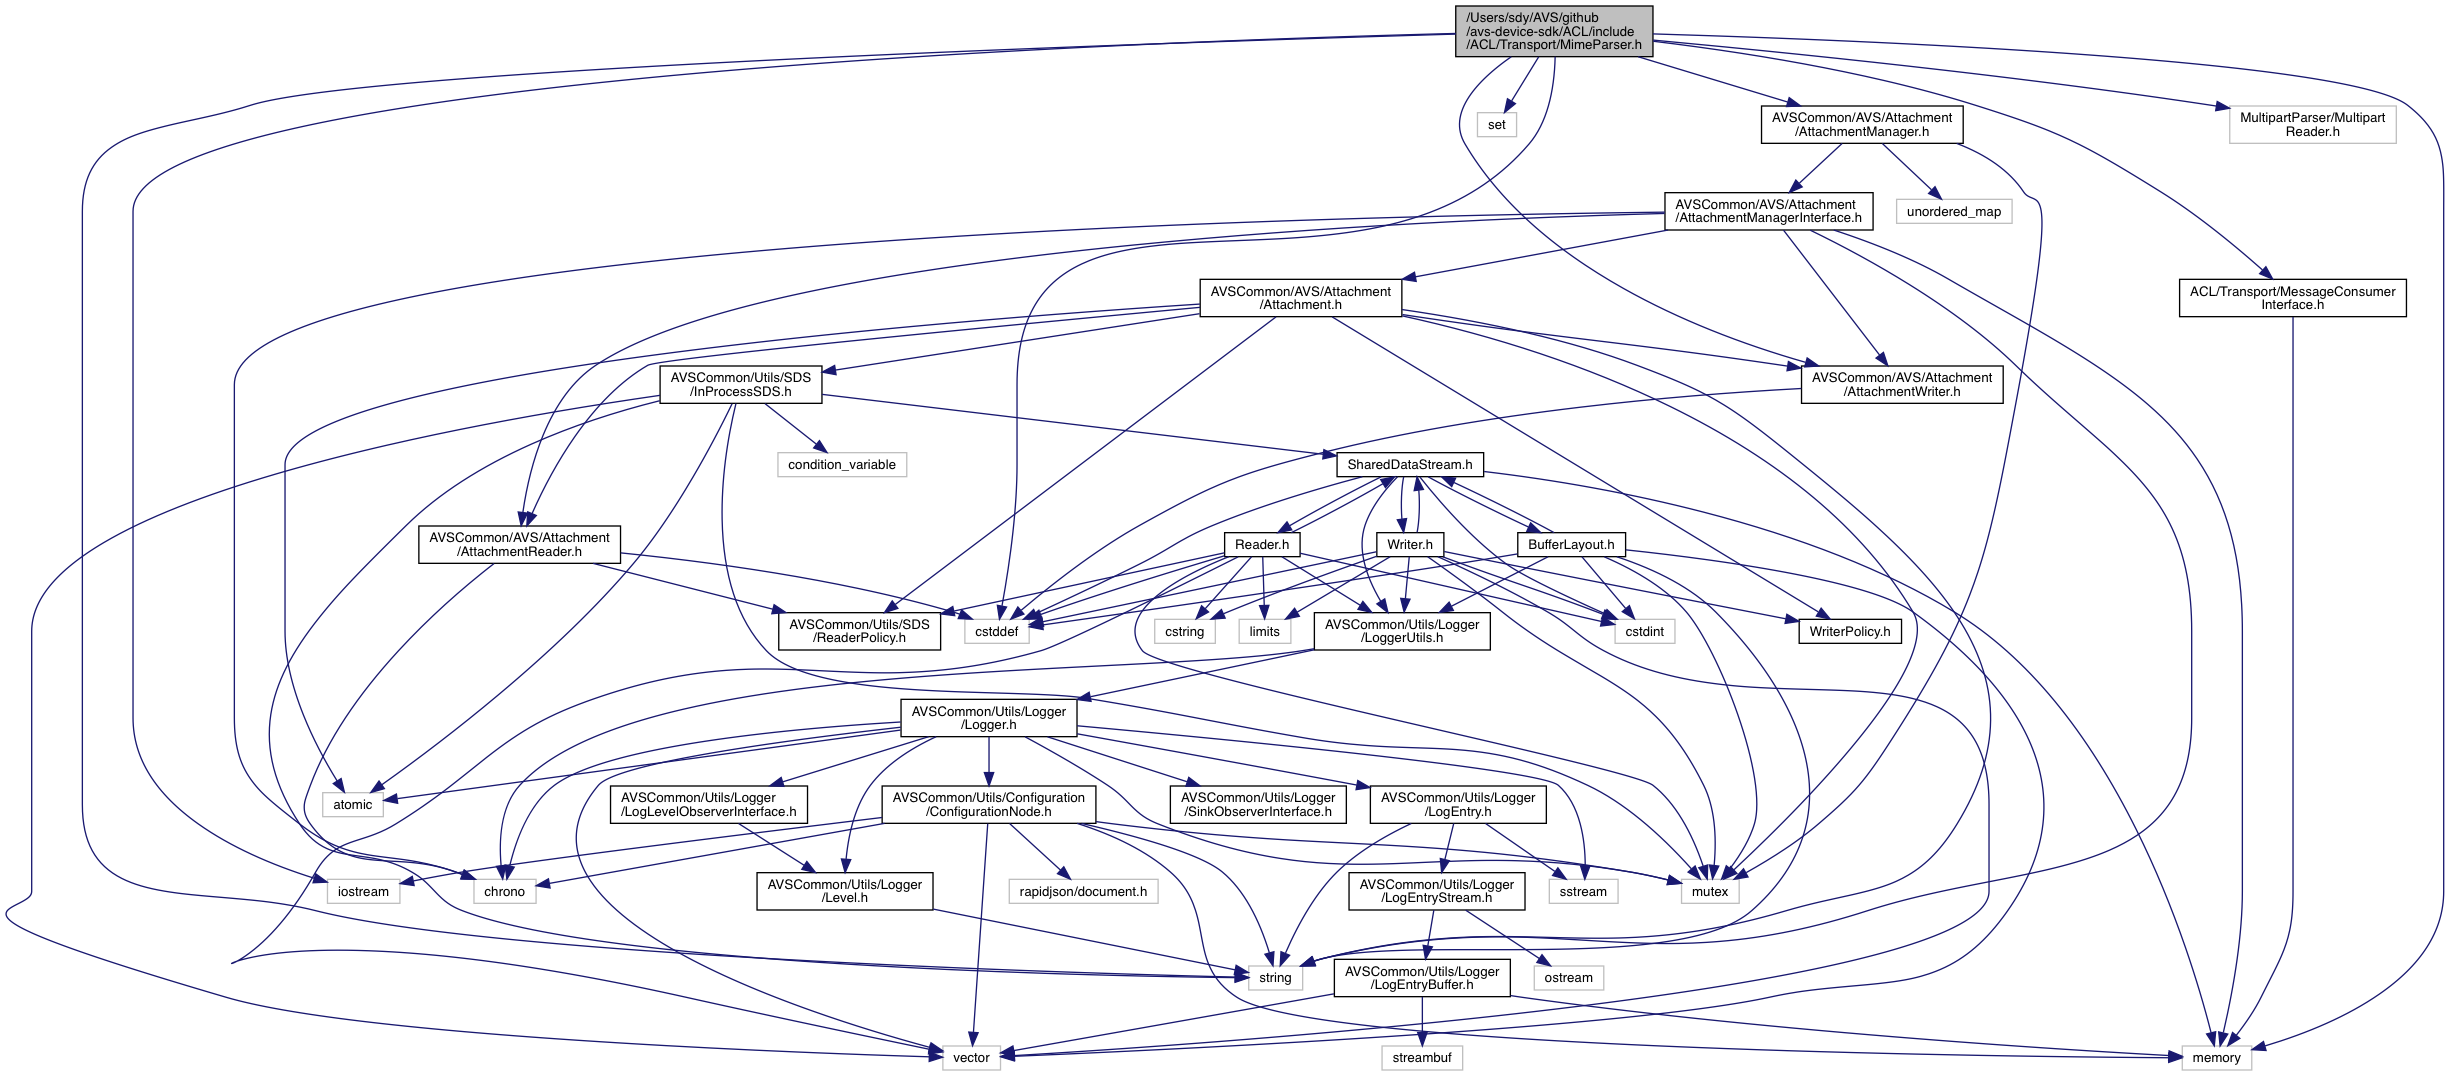 /Users/sdy/AVS/github
/avs-device-sdk/ACL/include
/ACL/Transport/MimeParser.h
set
AVSCommon/AVS/Attachment
/AttachmentManager.h
MultipartParser/Multipart
Reader.h
AVSCommon/AVS/Attachment
/AttachmentManagerInterface.h
unordered_map
AVSCommon/AVS/Attachment
/Attachment.h
ACL/Transport/MessageConsumer
Interface.h
AVSCommon/Utils/SDS
/InProcessSDS.h
AVSCommon/AVS/Attachment
/AttachmentWriter.h
condition_variable
SharedDataStream.h
AVSCommon/AVS/Attachment
/AttachmentReader.h
Reader.h
Writer.h
BufferLayout.h
AVSCommon/Utils/SDS
/ReaderPolicy.h
cstddef
cstring
limits
AVSCommon/Utils/Logger
/LoggerUtils.h
cstdint
WriterPolicy.h
AVSCommon/Utils/Logger
/Logger.h
atomic
AVSCommon/Utils/Logger
/LogLevelObserverInterface.h
AVSCommon/Utils/Configuration
/ConfigurationNode.h
AVSCommon/Utils/Logger
/SinkObserverInterface.h
AVSCommon/Utils/Logger
/LogEntry.h
iostream
chrono
AVSCommon/Utils/Logger
/Level.h
rapidjson/document.h
AVSCommon/Utils/Logger
/LogEntryStream.h
sstream
mutex
string
AVSCommon/Utils/Logger
/LogEntryBuffer.h
ostream
vector
streambuf
memory